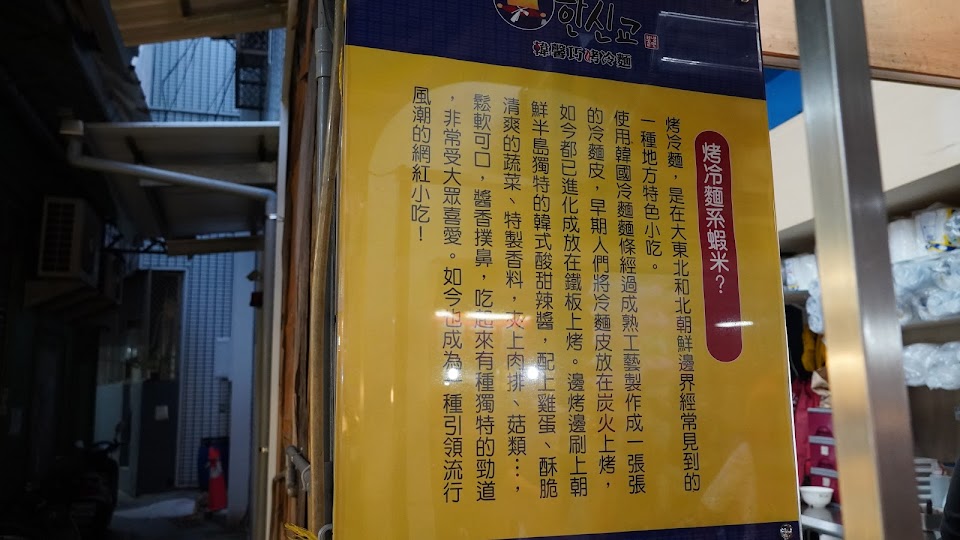 한신교
韓馨巧烤冷麵
烤冷麵系蝦米？
烤冷麵，是在大東北和北朝鮮邊界經常見到的
一種地方特色小吃。
使用韓國冷麵麵條經過成熟工藝製作成一張張
的冷麵皮，早期人們將冷麵皮放在炭火上烤，
如今都已進化成放在鐵板上烤。邊烤邊刷上朝
鮮半島獨特的韓式酸甜辣醬，配上雞蛋、酥脆
清爽的蔬菜、特製香料，夾上肉排、菇類…，
鬆軟可口，醬香撲鼻，吃起來有種獨特的勁道
，非常受大眾喜愛。如今也成為一種引領流行
風潮的網紅小吃！